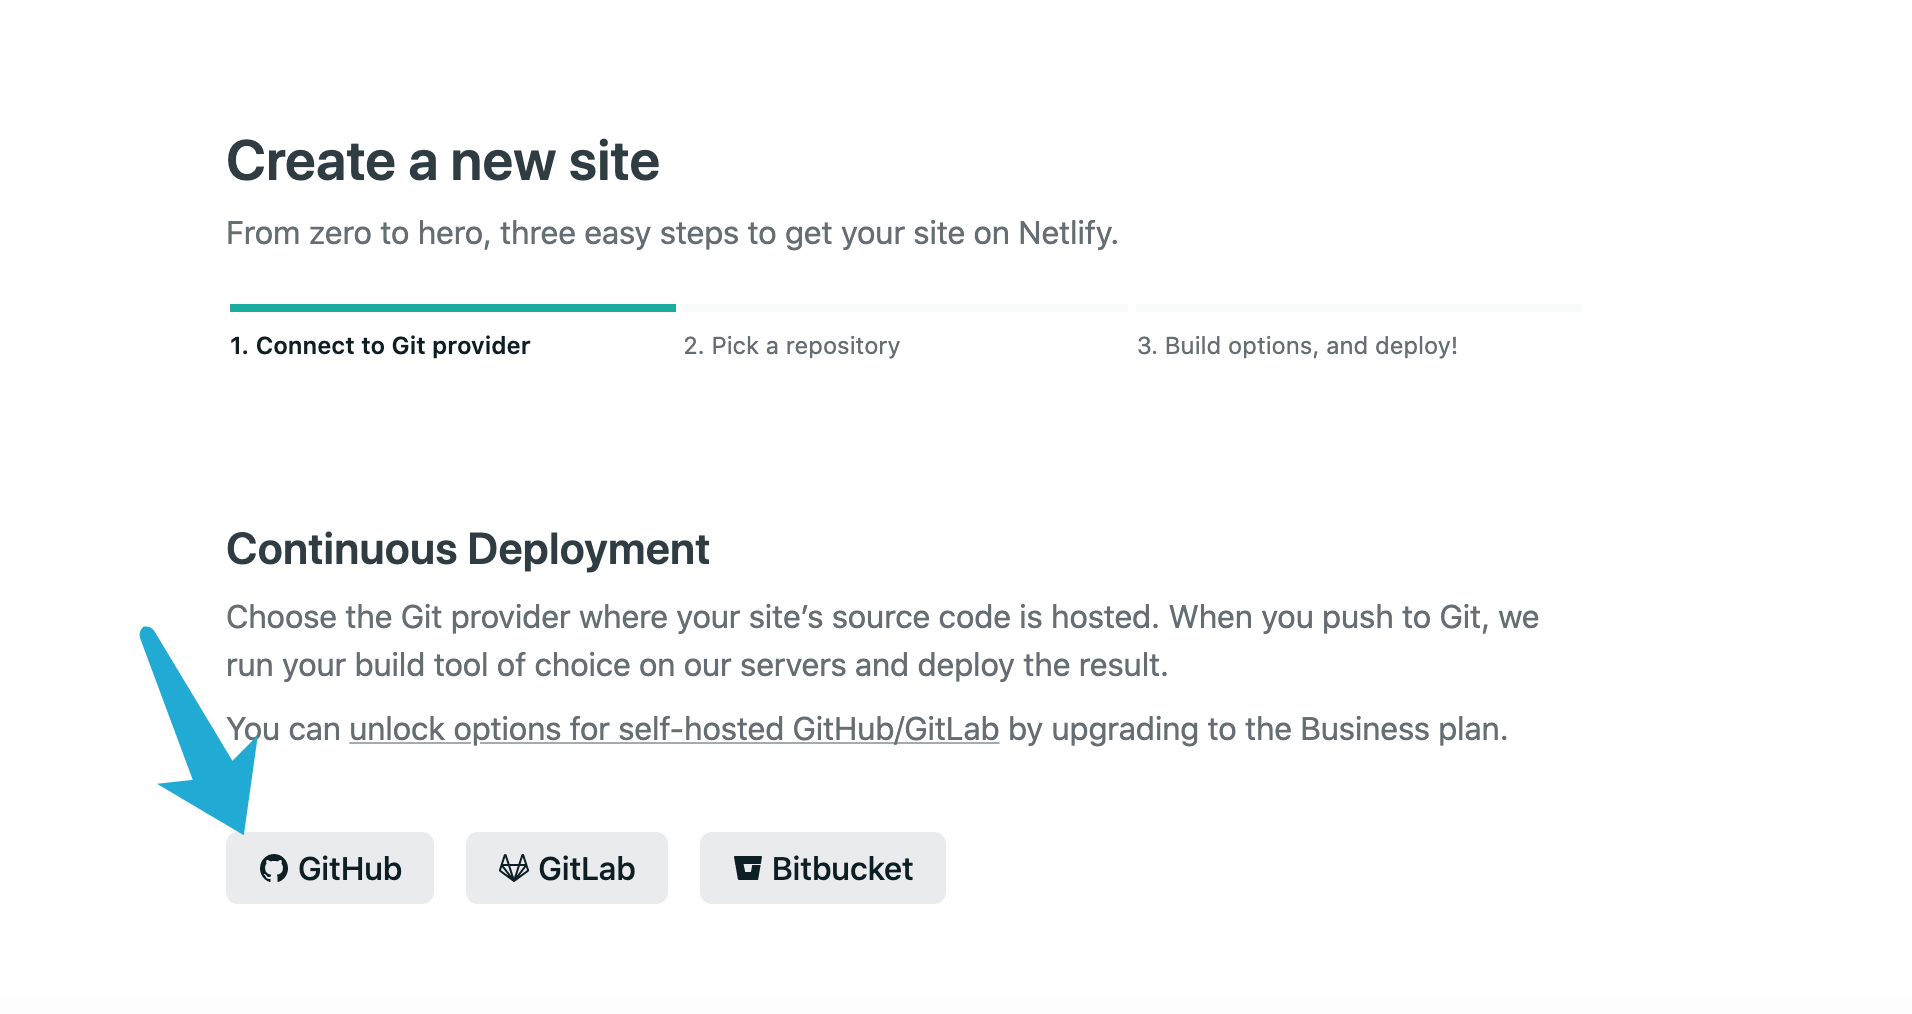 Create a new site
From zero to hero, three easy steps to get your site on Netlify.
1. Connect to Git provider
2. Pick a repository
3. Build options, and deploy!
Continuous Deployment
Choose the Git provider where your site’s source code is hosted. When you push to Git, we
run your build tool of choice on our servers and deploy the result.
You can unlock options for self-hosted GitHub/GitLab by upgrading to the Business plan.
GitHub
GitLab
Bitbucket